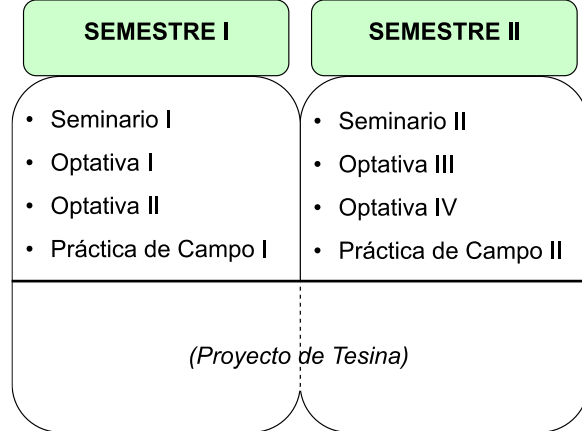 SEMESTRE I
• Seminario I
• Optativa I
• Optativa II
• Práctica de Campo I
SEMESTRE II
• Seminario II
• Optativa III
• Optativa IV
• Práctica de Campo II
(Proyecto de Tesina)